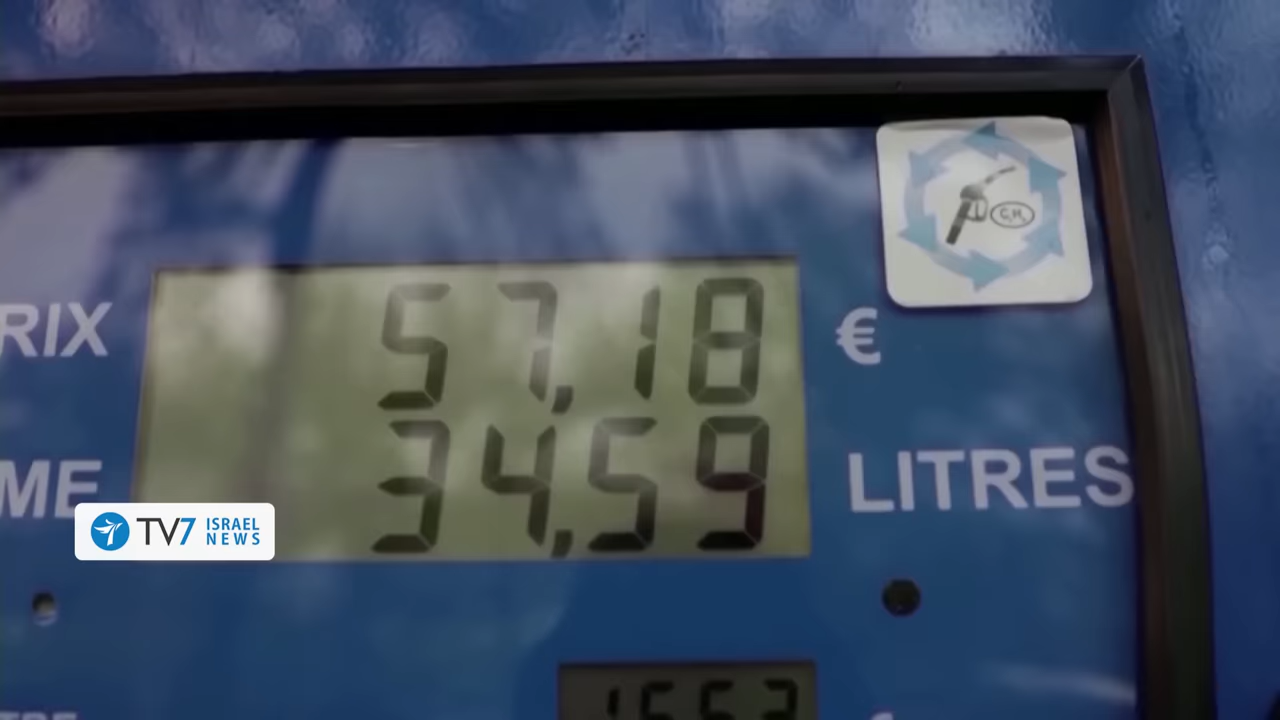 RIX 57,18 €
ME 34,59 LITRES
TV7 ISRAEL NEWS